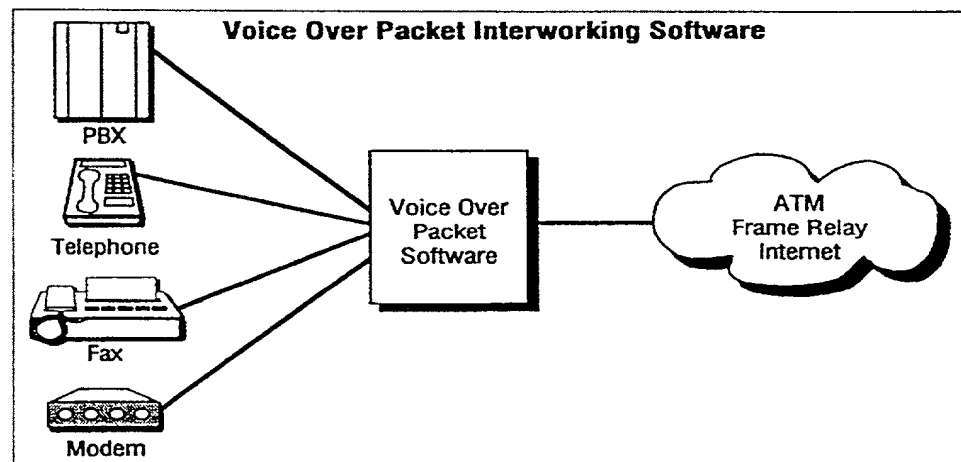 Voice Over Packet Interworking Software
PBX
Telephone
Fax
Modem
Voice Over
Packet
Software
ATM
Frame Relay
Internet